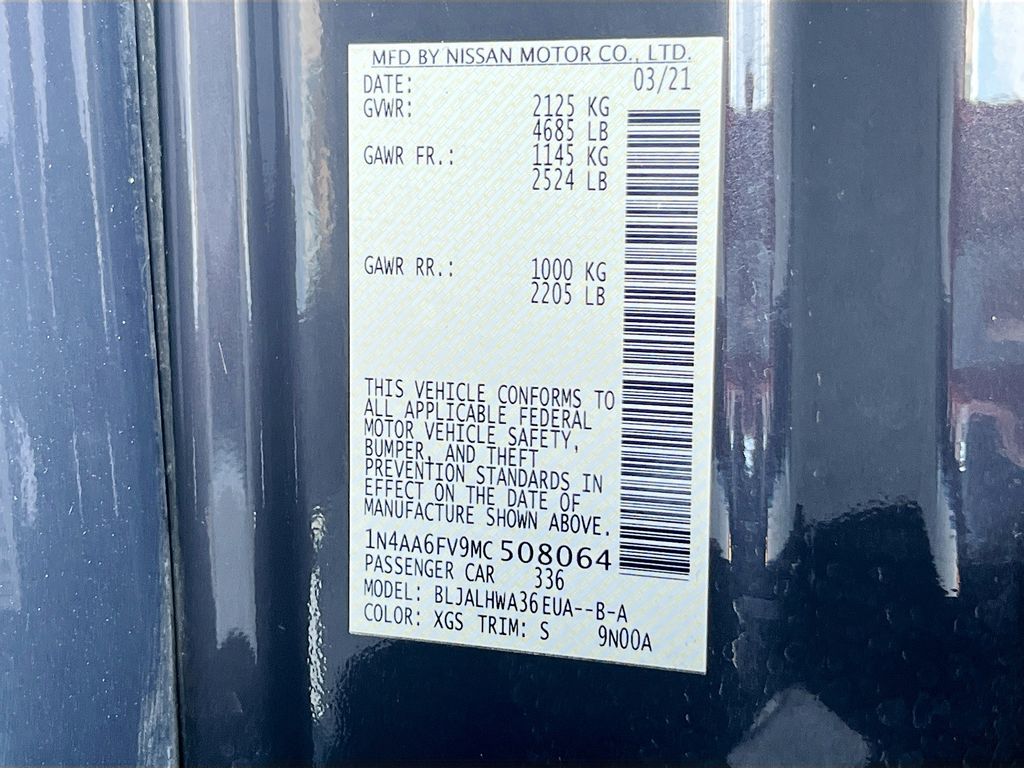 MFD BY NISSAN MOTOR CO., LTD.
DATE: 03/21
GVWR: 2125 KG
4685 LB
GAWR FR.: 1145 KG
2524 LB
GAWR RR.: 1000 KG
2205 LB
THIS VEHICLE CONFORMS TO
ALL APPLICABLE FEDERAL
MOTOR VEHICLE SAFETY,
BUMPER, AND THEFT
PREVENTION STANDARDS IN
EFFECT ON THE DATE OF
MANUFACTURE SHOWN ABOVE.
1N4AA6FV9MC 508064
PASSENGER CAR 336
MODEL: BLJALHWA36EUA--B-A
COLOR: XGS TRIM: S 9N00A